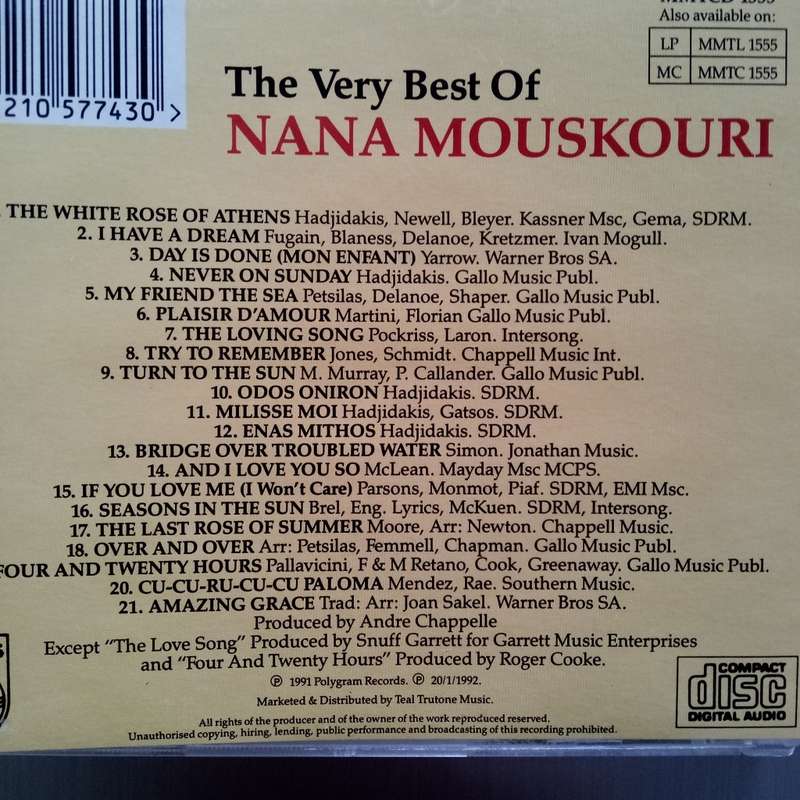 Also available on:
LP MMTL 1555
MC MMTC 1555
210 577430 >
The Very Best Of
NANA MOUSKOURI
THE WHITE ROSE OF ATHENS Hadjidakis, Newell, Bleyer. Kassner Msc, Gema, SDRM.
2. I HAVE A DREAM Fugain, Blaness, Delanoe, Kretzmer. Ivan Mogull.
3. DAY IS DONE (MON ENFANT) Yarrow. Warner Bros SA.
4. NEVER ON SUNDAY Hadjidakis. Gallo Music Publ.
5. MY FRIEND THE SEA Petsilas, Delanoe, Shaper. Gallo Music Publ.
6. PLAISIR D'AMOUR Martini, Florian Gallo Music Publ.
7. THE LOVING SONG Pockriss, Laron. Intersong.
8. TRY TO REMEMBER Jones, Schmidt. Chappell Music Int.
9. TURN TO THE SUN M. Murray, P. Callander. Gallo Music Publ.
10. ODOS ONIRON Hadjidakis. SDRM.
11. MILISSE MOI Hadjidakis, Gatsos. SDRM.
12. ENAS MITHOS Hadjidakis. SDRM.
13. BRIDGE OVER TROUBLED WATER Simon. Jonathan Music.
14. AND I LOVE YOU SO McLean. Mayday Msc MCPS.
15. IF YOU LOVE ME (I Won't Care) Parsons, Monmot, Piaf. SDRM, EMI Msc.
16. SEASONS IN THE SUN Brel, Eng. Lyrics, McKuen. SDRM, Intersong.
17. THE LAST ROSE OF SUMMER Moore, Arr: Newton. Chappell Music.
18. OVER AND OVER Arr: Petsilas, Femmell, Chapman. Gallo Music Publ.
FOUR AND TWENTY HOURS Pallavicini, F & M Retano, Cook, Greenaway. Gallo Music Publ.
20. CU-CU-RU-CU-CU PALOMA Mendez, Rae. Southern Music.
21. AMAZING GRACE Trad: Arr: Joan Sakel. Warner Bros SA.
Produced by Andre Chappelle
Except "The Love Song" Produced by Snuff Garrett for Garrett Music Enterprises
and "Four And Twenty Hours" Produced by Roger Cooke.
℗ 1991 Polygram Records. ℗ 20/1/1992.
Marketed & Distributed by Teal Trutone Music.
All rights of the producer and of the owner of the work reproduced reserved.
Unauthorised copying, hiring, lending, public performance and broadcasting of this recording prohibited.
COMPACT
disc
DIGITAL AUDIO